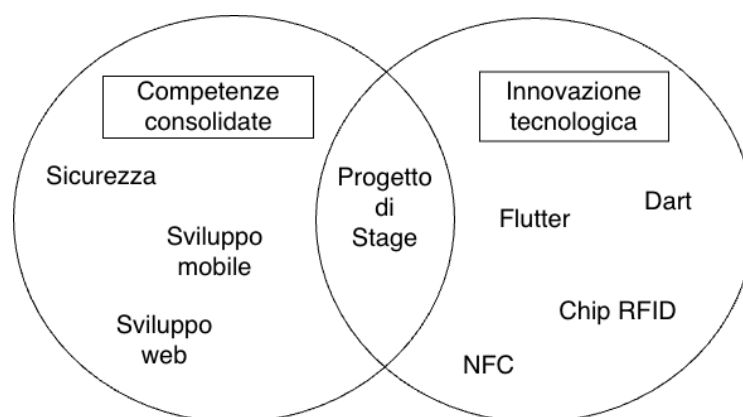 Competenze
consolidate
Sicurezza
Sviluppo
mobile
Sviluppo
web
Progetto
di
Stage
Innovazione
tecnologica
Dart
Flutter
Chip RFID
NFC